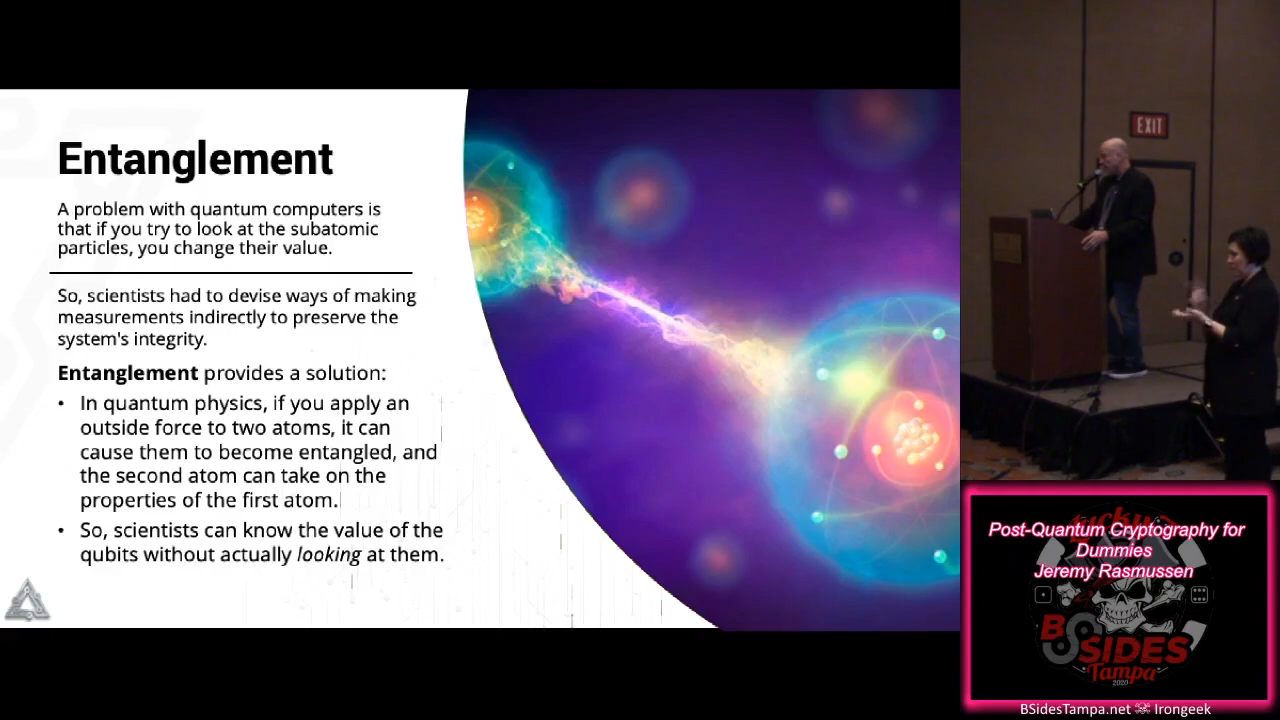 Entanglement
A problem with quantum computers is
that if you try to look at the subatomic
particles, you change their value.
So, scientists had to devise ways of making
measurements indirectly to preserve the
system's integrity.
Entanglement provides a solution:
• In quantum physics, if you apply an
outside force to two atoms, it can
cause them to become entangled, and
the second atom can take on the
properties of the first atom.
• So, scientists can know the value of the
qubits without actually looking at them.
EXIT
Post-Quantum Cryptography for
Dummies
Jeremy Rasmussen
BSIDES
Tampa
2020
BSidesTampa.net Irongeek